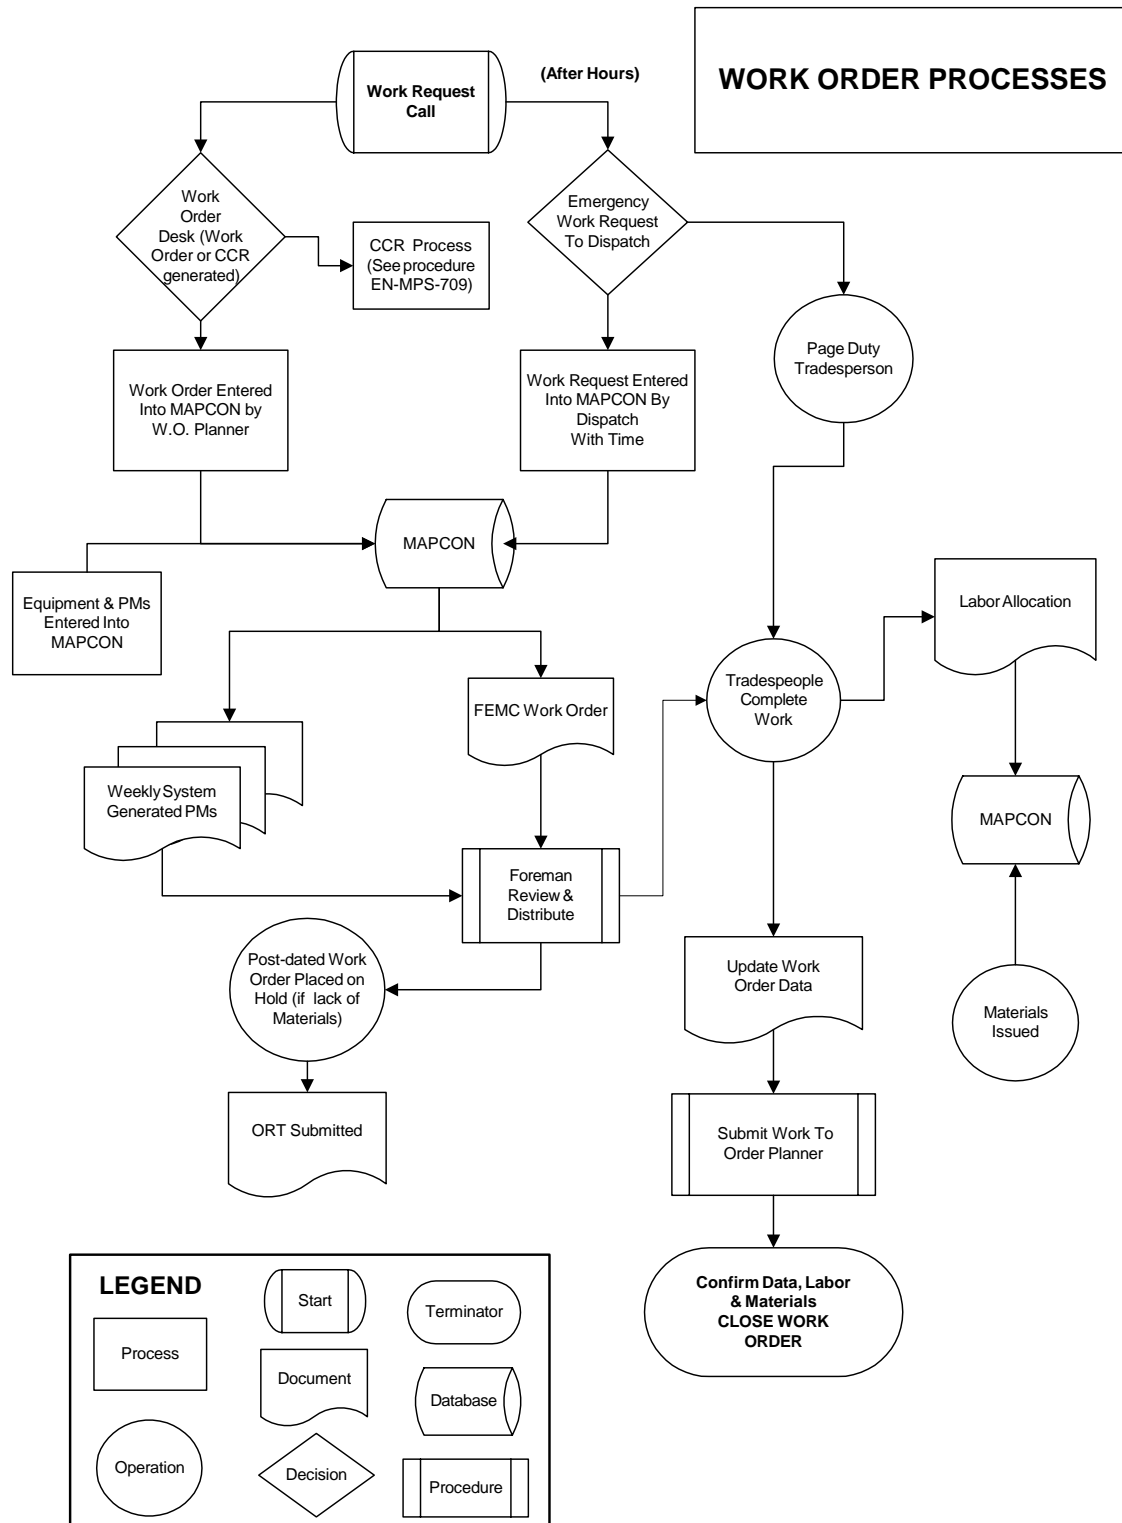 WORK ORDER PROCESSES
(After Hours)
Work Request
Call
Work
Order
Desk (Work
Order or CCR
generated)
CCR Process
(See procedure
EN-MPS-709)
Emergency
Work Request
To Dispatch
Page Duty
Tradesperson
Work Order Entered
Into MAPCON by
W.O. Planner
Work Request Entered
Into MAPCON By
Dispatch
With Time
MAPCON
Equipment & PMs
Entered Into
MAPCON
Labor Allocation
FEMC Work Order
Tradespeople
Complete
Work
Weekly System
Generated PMs
MAPCON
Foreman
Review &
Distribute
Post-dated Work
Order Placed on
Hold (if lack of
Materials)
Update Work
Order Data
Materials
Issued
ORT Submitted
Submit Work To
Order Planner
Confirm Data, Labor
& Materials
CLOSE WORK
ORDER
LEGEND
Start
Terminator
Process
Document
Database
Operation
Decision
Procedure